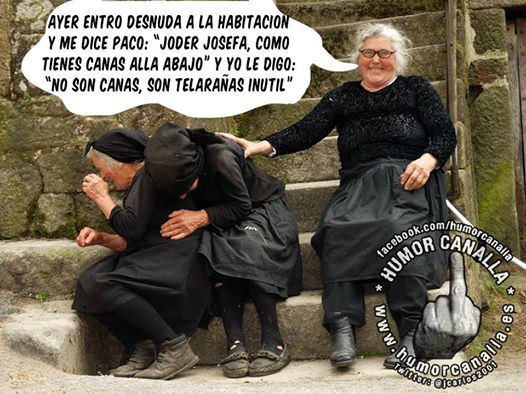 AYER ENTRO DESNUDA A LA HABITACION
Y ME DICE PACO: "JODER JOSEFA, COMO
TIENES CANAS ALLA ABAJO" Y YO LE DIGO:
"NO SON CANAS, SON TELARAÑAS INUTIL"
facebook.com/humorcanalla
* HUMOR CANALLA *
www.humorcanalla.es
Twitter: @jcarlos2001